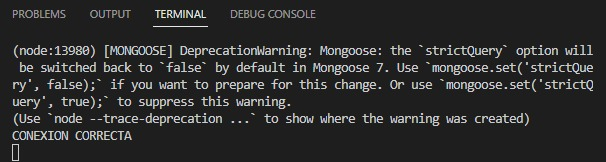 PROBLEMS OUTPUT TERMINAL DEBUG CONSOLE
(node:13980) [MONGOOSE] DeprecationWarning: Mongoose: the `strictQuery` option will
 be switched back to `false` by default in Mongoose 7. Use `mongoose.set('strictQue
ry', false);` if you want to prepare for this change. Or use `mongoose.set('strictQ
uery', true);` to suppress this warning.
(Use `node --trace-deprecation ...` to show where the warning was created)
CONEXION CORRECTA